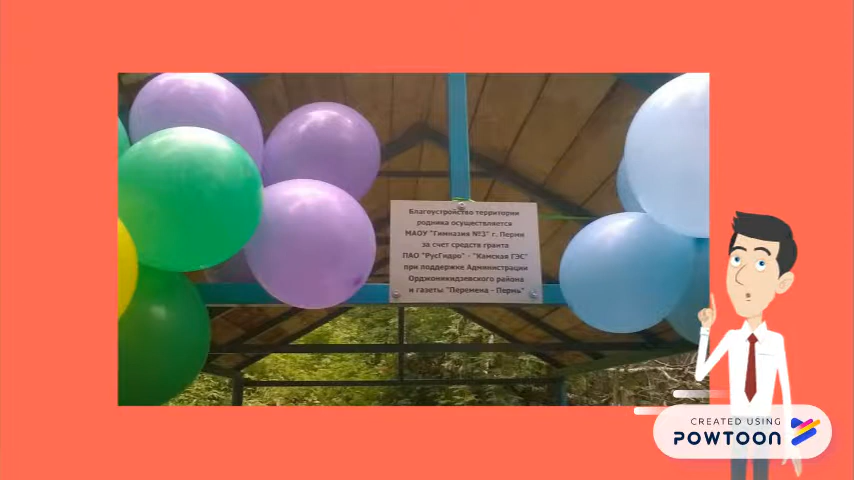 Благоустройство территории
родника осуществляется
МАОУ "Гимназия №3" г. Перми
за счет средств гранта
ПАО "РусГидро" - "Камская ГЭС"
при поддержке Администрации
Орджоникидзевского района
и газеты "Перемена - Пермь"
CREATED USING
POWTOON